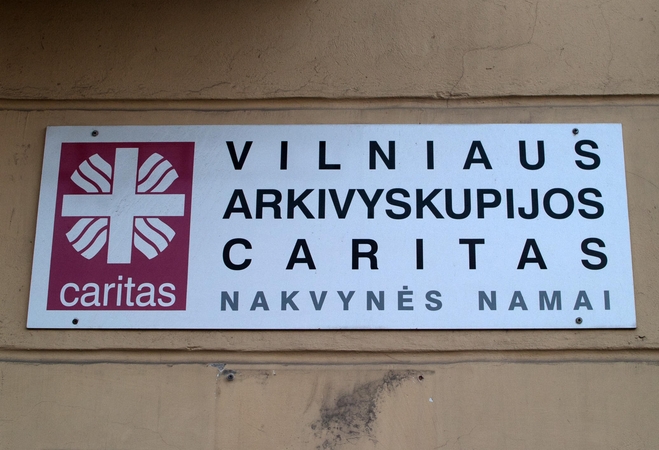 VILNIAUS
ARKIVYSKUPIJOS
CARITAS
NAKVYNĖS NAMAI
caritas